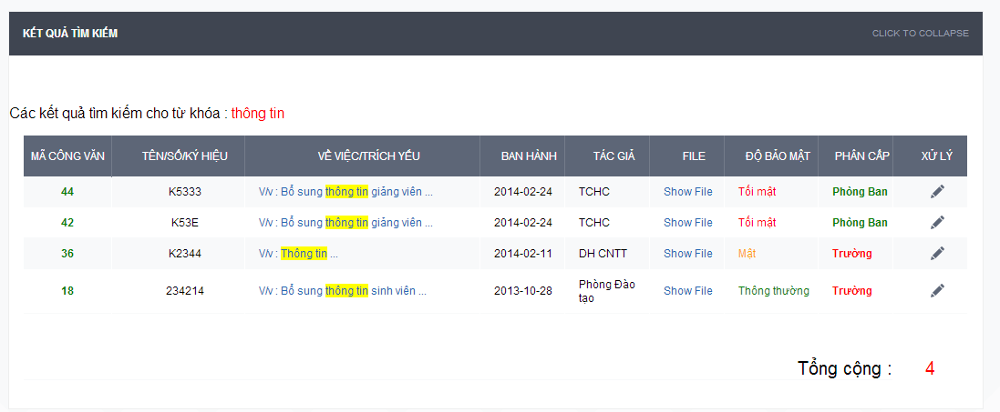 KẾT QUẢ TÌM KIẾM CLICK TO COLLAPSE
Các kết quả tìm kiếm cho từ khóa : thông tin
MÃ CÔNG VĂN TÊN/SỐ/KÝ HIỆU VỀ VIỆC/TRÍCH YẾU BAN HÀNH TÁC GIẢ FILE ĐỘ BẢO MẬT PHÂN CẤP XỬ LÝ
44 K5333 V/v : Bổ sung thông tin giảng viên ... 2014-02-24 TCHC Show File Tối mật Phòng Ban
42 K53E V/v : Bổ sung thông tin giảng viên ... 2014-02-24 TCHC Show File Tối mật Phòng Ban
36 K2344 V/v : Thông tin ... 2014-02-11 DH CNTT Show File Mật Trường
18 234214 V/v : Bổ sung thông tin sinh viên ... 2013-10-28 Phòng Đào tạo Show File Thông thường Trường
Tổng cộng : 4